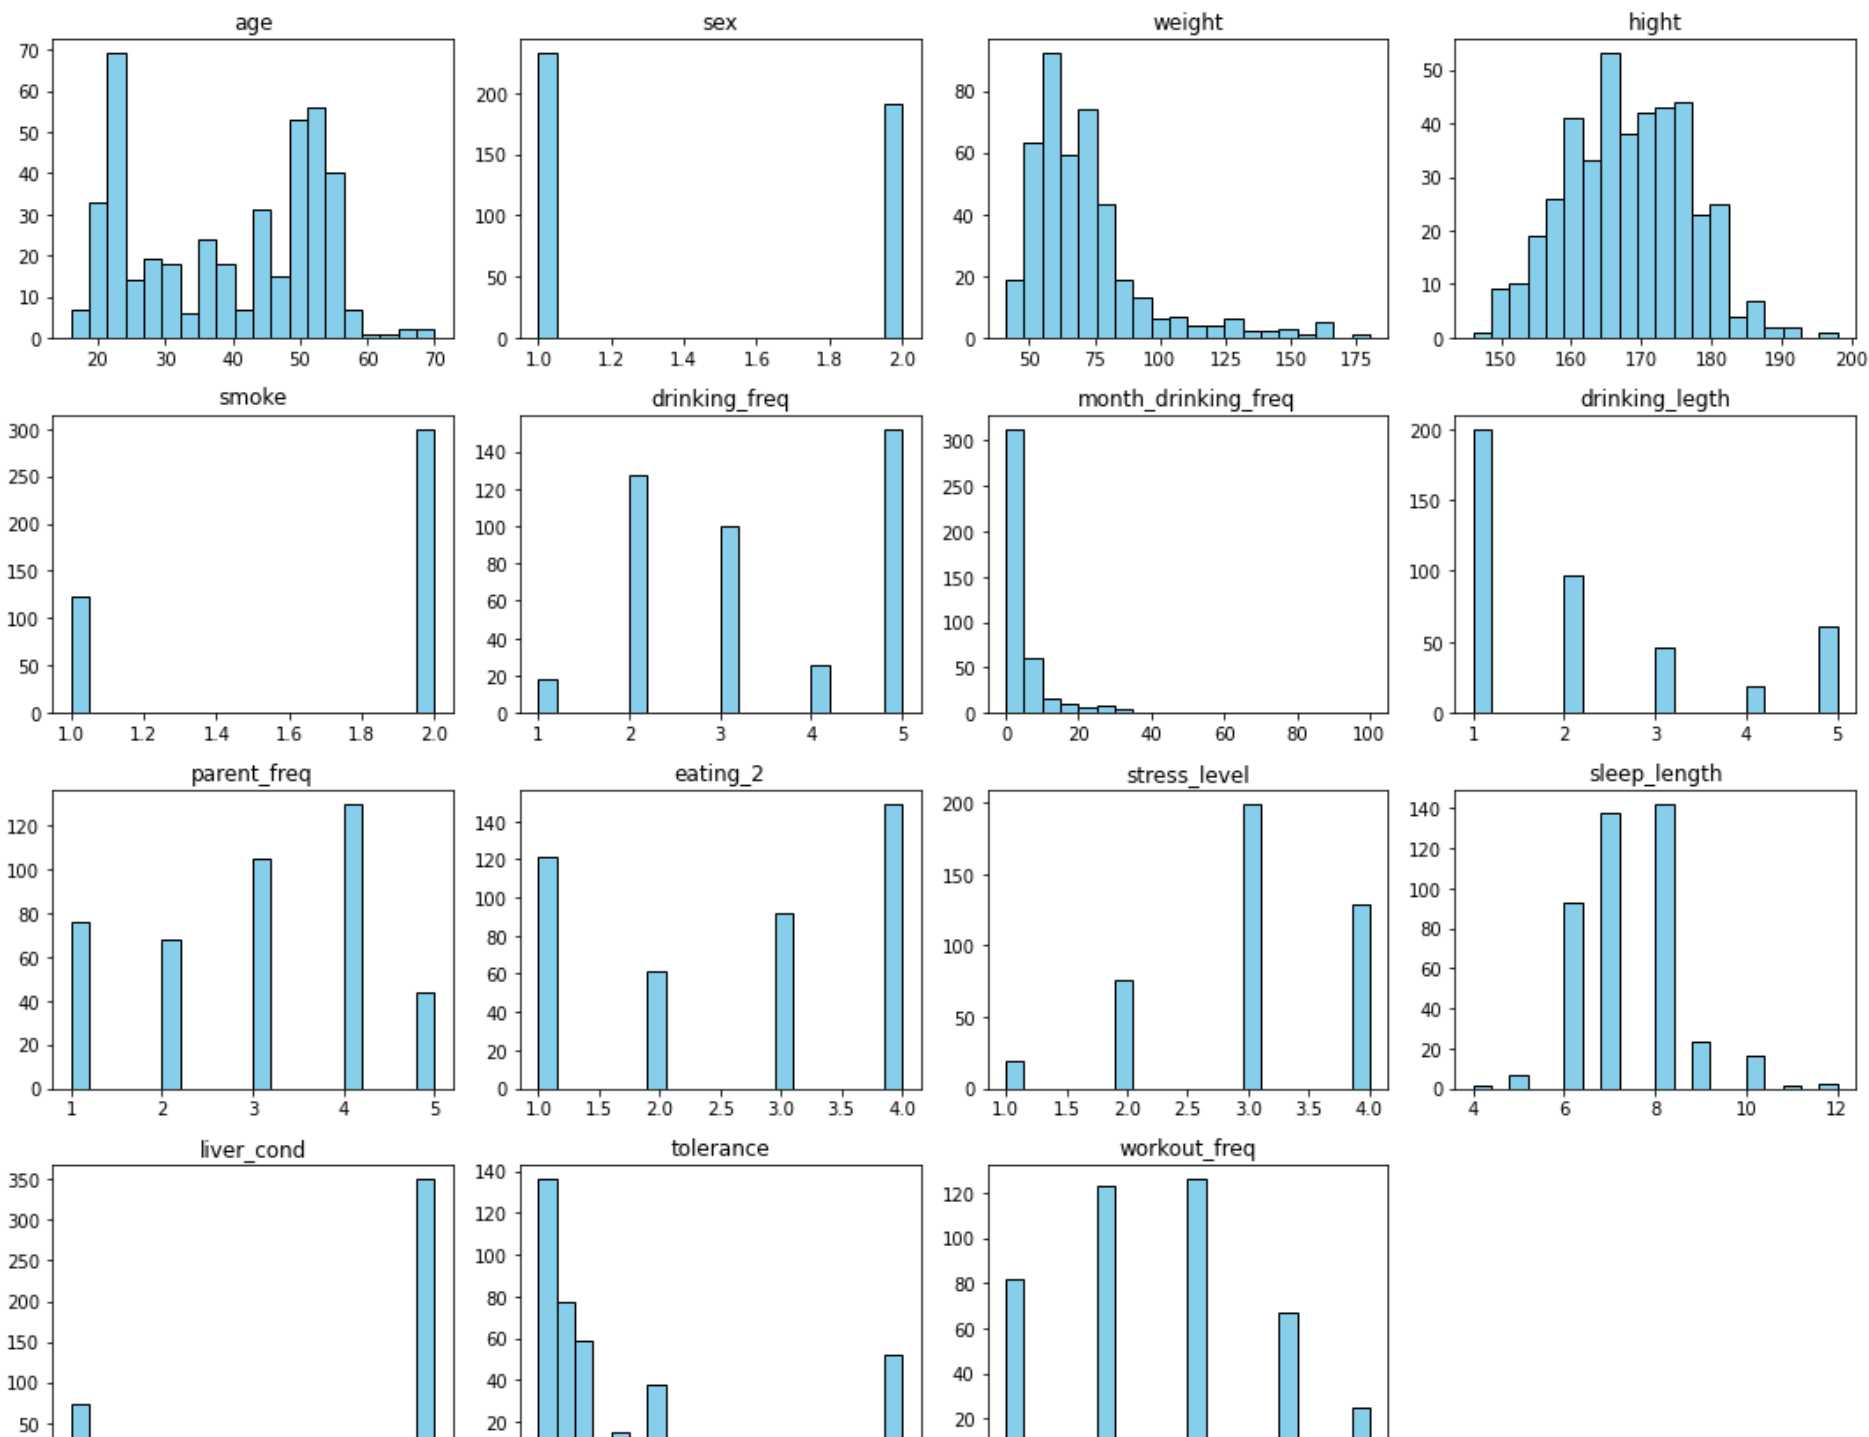 age sex weight hight
70 60 50 40 30 20 10 0
20 30 40 50 60 70
200 150 100 50 0
1.0 1.2 1.4 1.6 1.8 2.0
80 60 40 20 0
50 75 100 125 150 175
50 40 30 20 10 0
150 160 170 180 190 200
smoke drinking_freq month_drinking_freq drinking_legth
300 250 200 150 100 50 0
1.0 1.2 1.4 1.6 1.8 2.0
140 120 100 80 60 40 20 0
1 2 3 4 5
300 250 200 150 100 50 0
0 20 40 60 80 100
200 150 100 50 0
1 2 3 4 5
parent_freq eating_2 stress_level sleep_length
120 100 80 60 40 20 0
1 2 3 4 5
140 120 100 80 60 40 20 0
1.0 1.5 2.0 2.5 3.0 3.5 4.0
200 150 100 50 0
1.0 1.5 2.0 2.5 3.0 3.5 4.0
140 120 100 80 60 40 20 0
4 6 8 10 12
liver_cond tolerance workout_freq
350 300 250 200 150 100 50
140 120 100 80 60 40 20
120 100 80 60 40 20